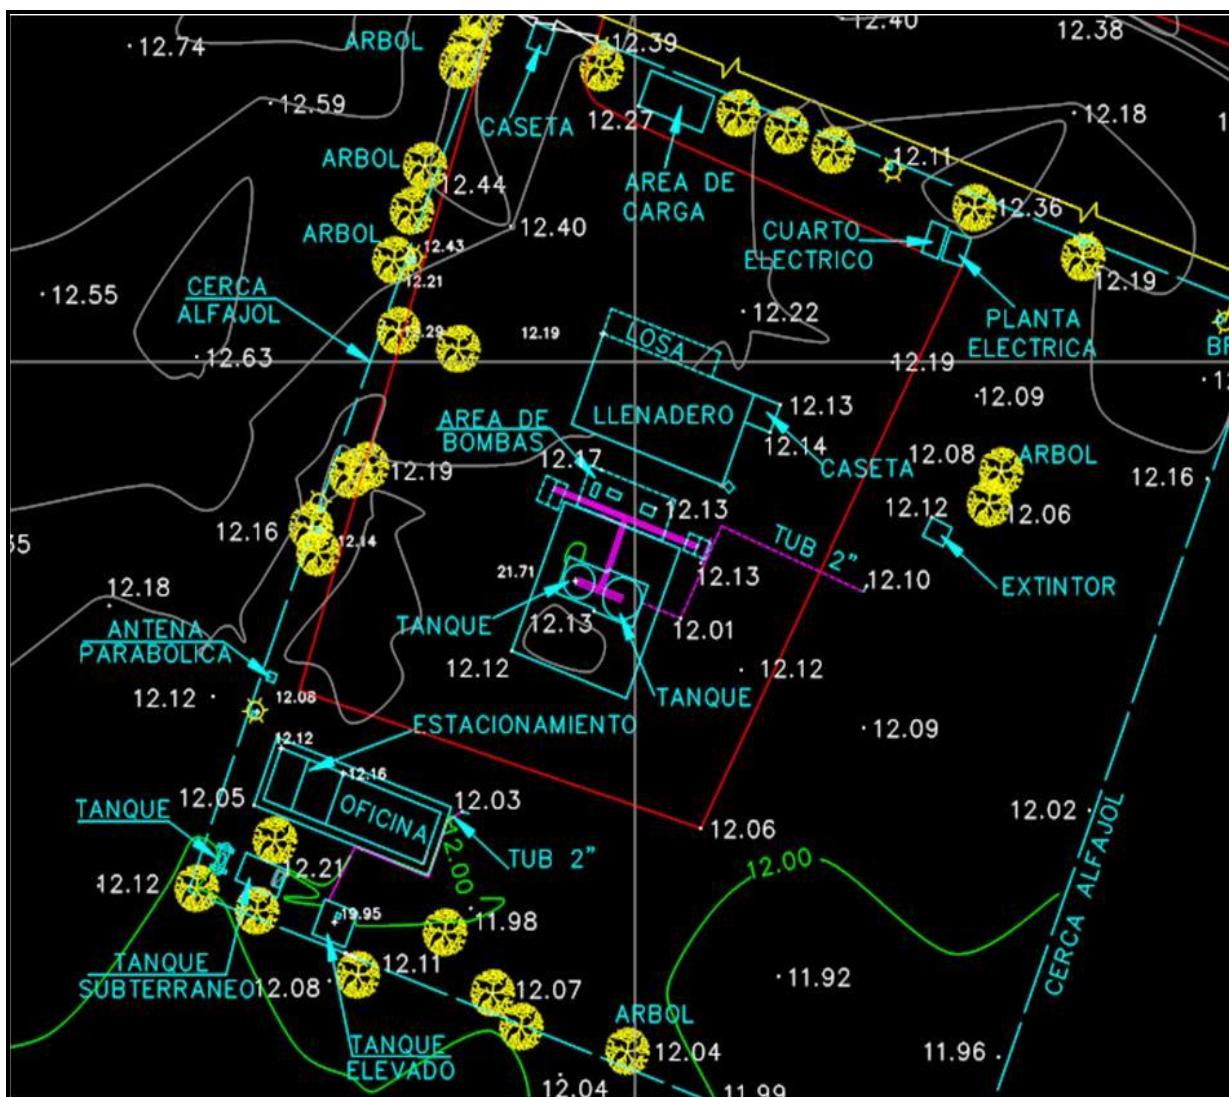 12.40
12.38
ARBOL
12.39
12.74
12.59
CASETA
12.27
12.18
ARBOL
12.11
12.44
AREA DE
CARGA
12.36
ARBOL
12.40
CUARTO
ELECTRICO
12.43
12.21
12.19
CERCA
ALFAJOL
12.55
12.22
PLANTA
ELECTRICA
12.29
12.19
LOSA
12.63
12.19
12.09
12.13
LLENADERO
AREA DE
BOMBAS
12.14
12.08
ARBOL
12.17
CASETA
12.19
12.16
12.13
12.12
12.06
12.16
12.14
TUB 2"
21.71
12.13
12.10
EXTINTOR
12.18
ANTENA
PARABOLICA
TANQUE
12.13
12.01
12.12
12.12
TANQUE
12.12
12.08
ESTACIONAMIENTO
12.09
12.12
12.16
12.05
OFICINA
12.03
TANQUE
12.06
12.02
TUB 2"
12.00
12.00
12.21
12.12
19.95
11.98
CERCA ALFAJOL
TANQUE
SUBTERRANEO
12.11
12.08
12.07
11.92
ARBOL
TANQUE
ELEVADO
12.04
11.96
12.04
11.99